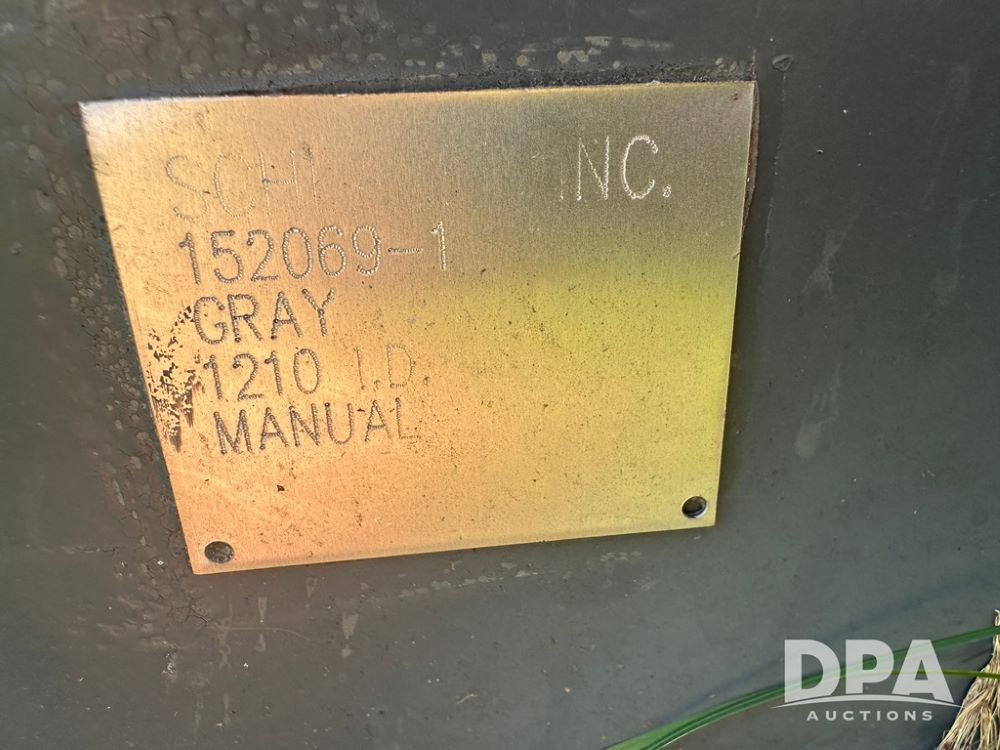 INC.
152069-1
GRAY
1210 I.D.
MANUAL
DPA
AUCTIONS